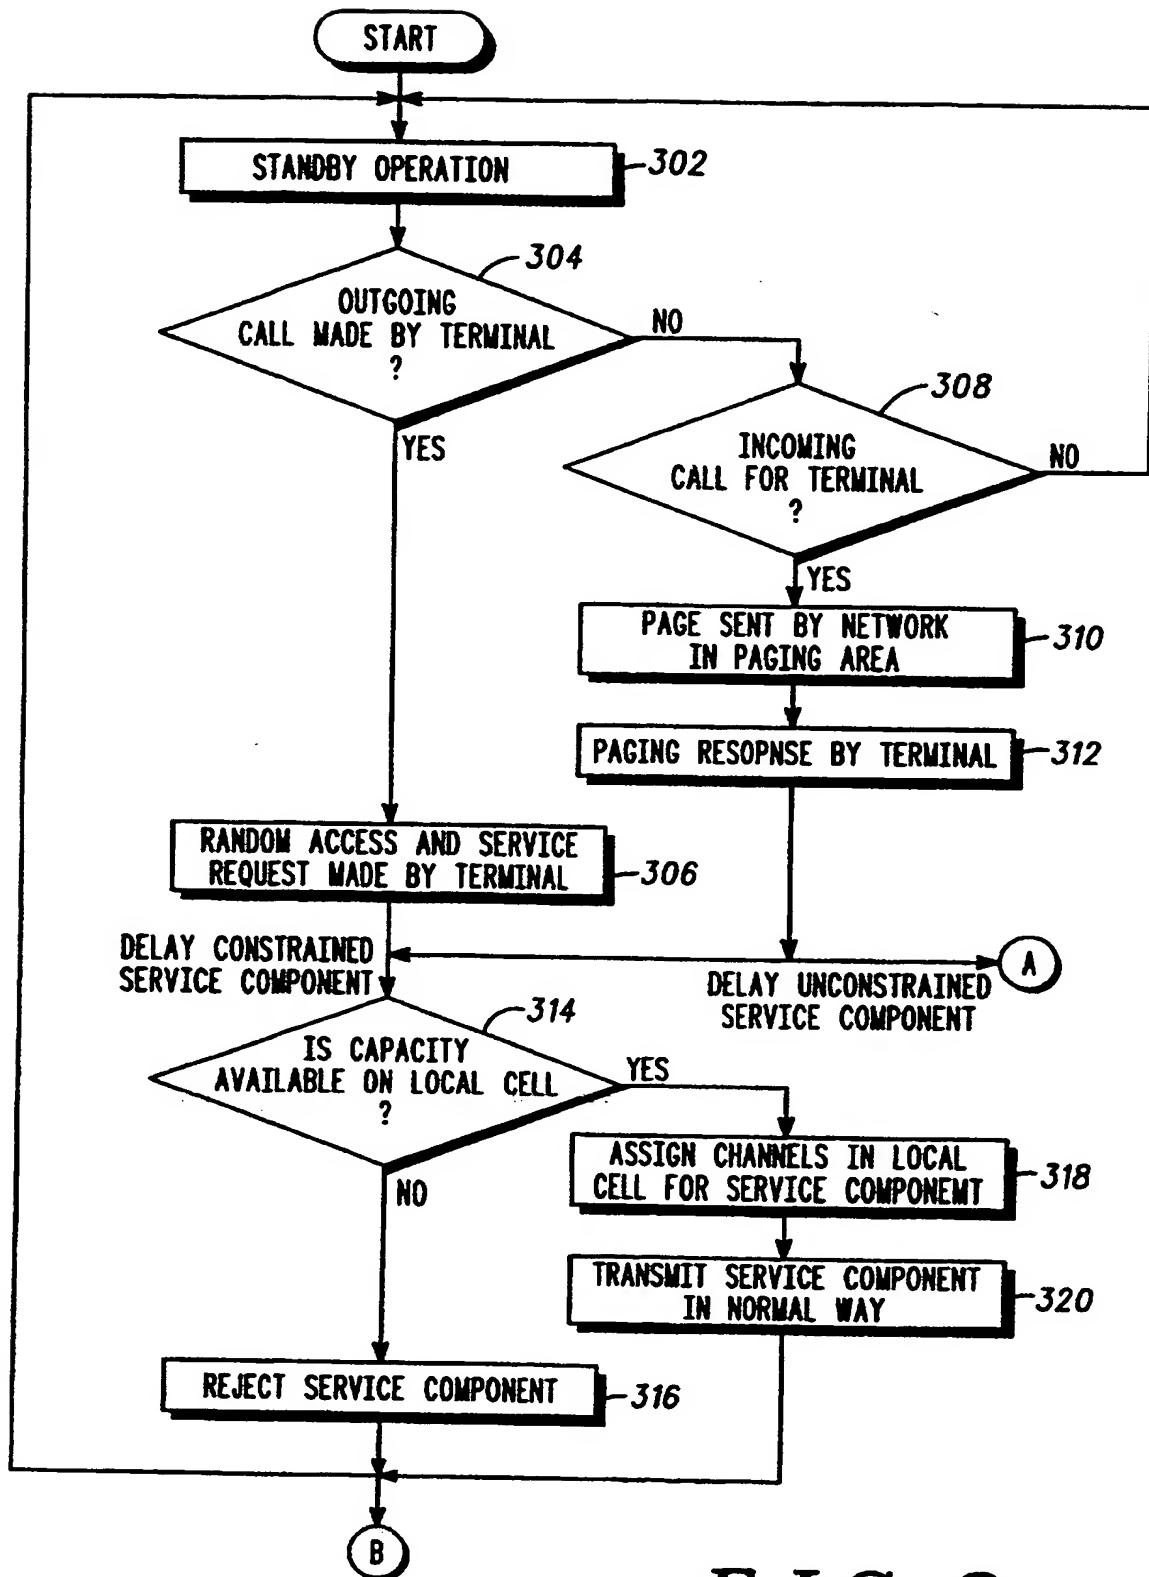 START
STANDBY OPERATION
302
304
OUTGOING
CALL MADE BY TERMINAL
?
NO
YES
308
INCOMING
CALL FOR TERMINAL
?
NO
YES
PAGE SENT BY NETWORK
IN PAGING AREA
310
PAGING RESOPNSE BY TERMINAL
312
RANDOM ACCESS AND SERVICE
REQUEST MADE BY TERMINAL
306
DELAY CONSTRAINED
SERVICE COMPONENT
DELAY UNCONSTRAINED
SERVICE COMPONENT
A
314
IS CAPACITY
AVAILABLE ON LOCAL CELL
?
YES
NO
ASSIGN CHANNELS IN LOCAL
CELL FOR SERVICE COMPONEMT
318
TRANSMIT SERVICE COMPONENT
IN NORMAL WAY
320
REJECT SERVICE COMPONENT
316
B